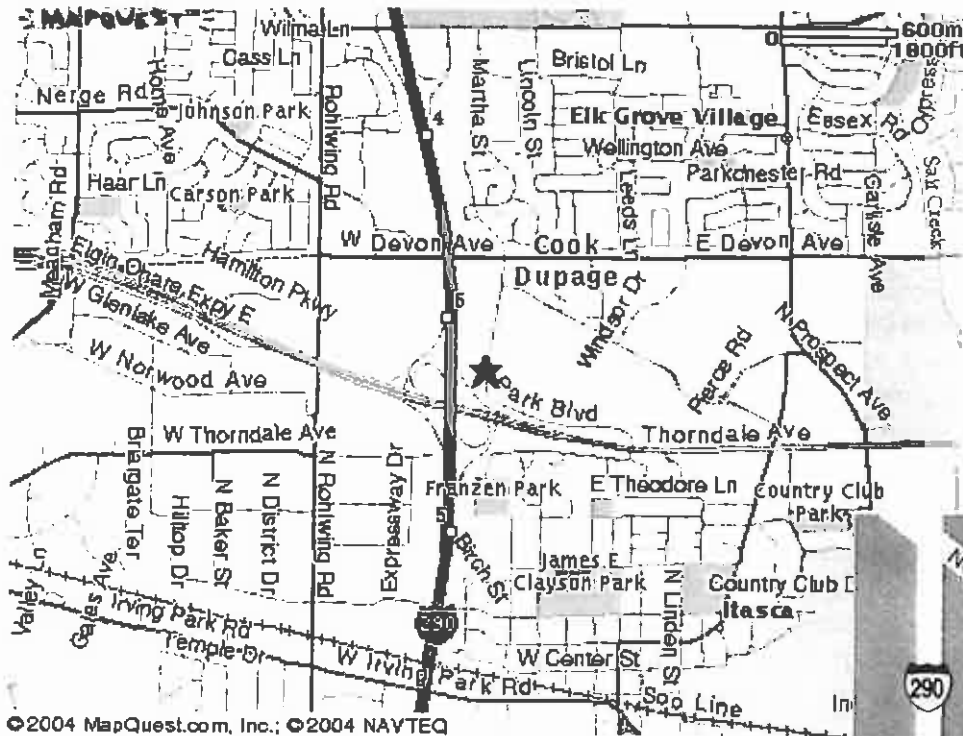 MAPQUEST
Wilma Ln
Cass Ln
Nerge Rd
Home Ave
Johnson Park
Rohlwing Rd
4
Martha St
Lincoln St
Bristol Ln
0
600m
1800ft
Elk Grove Village
Essex Rd
Cypress
Wellington Ave
Leeds Ln
Parkchester Rd
Carlisle Ave
Salt Creek
Haar Ln
Carson Park
Meacham Rd
W Devon Ave
Cook
E Devon Ave
Dupage
Elgin Ohare Expy E
Hamilton Pkwy
W Glenlake Ave
W Norwood Ave
5
Windsor Dr
Park Blvd
Pierce Rd
N Prospect Ave
W Thorndale Ave
Thorndale Ave
Briargate Ter
Hilltop Dr
N Baker St
N District Dr
N Rohlwing Rd
Expressway Dr
Franzen Park
E Theodore Ln
Country Club
Park
5
Birch St
James E
Clayson Park
N Linden St
Country Club D
Itasca
Valley Ln
Irving Park Rd
Temple Dr
290
W Center St
W Irving Park Rd
Soo Line
290
©2004 MapQuest.com, Inc.; ©2004 NAVTEQ